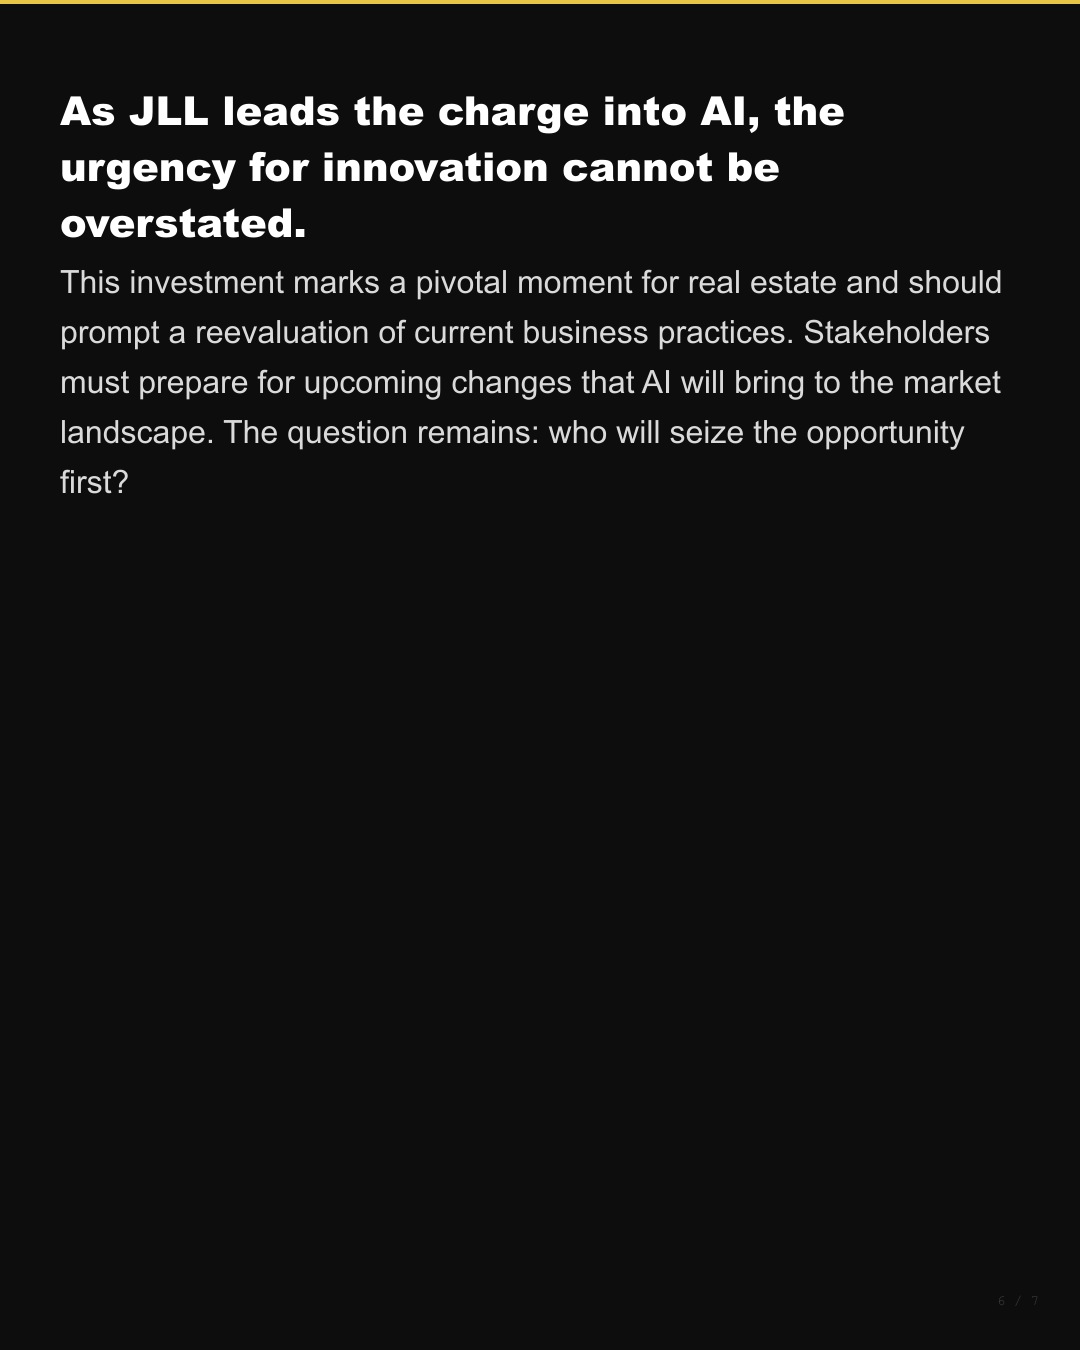 As JLL leads the charge into AI, the
urgency for innovation cannot be
overstated.
This investment marks a pivotal moment for real estate and should
prompt a reevaluation of current business practices. Stakeholders
must prepare for upcoming changes that AI will bring to the market
landscape. The question remains: who will seize the opportunity
first?
6 / 7